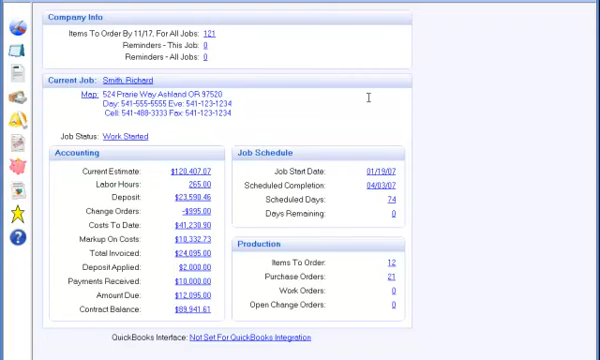 Company Info
Items To Order By 11/17, For All Jobs: 121
Reminders - This Job: 0
Reminders - All Jobs: 0
Current Job: Smith, Richard
Map: 524 Prarie Way Ashland OR 97520
Day: 541-555-5555 Eve: 541-123-1234
Cell: 541-488-3333 Fax: 541-123-1234
Job Status: Work Started
Accounting
Current Estimate: $128,407.07
Labor Hours: 265.00
Deposit: $23,590.46
Change Orders: -$995.00
Costs To Date: $41,230.90
Markup On Costs: $10,332.73
Total Invoiced: $24,095.00
Deposit Applied: $2,000.00
Payments Received: $10,000.00
Amount Due: $12,095.00
Contract Balance: $89,941.61
Job Schedule
Job Start Date: 01/19/07
Scheduled Completion: 04/03/07
Scheduled Days: 74
Days Remaining: 0
Production
Items To Order: 12
Purchase Orders: 21
Work Orders: 0
Open Change Orders: 0
QuickBooks Interface: Not Set For QuickBooks Integration